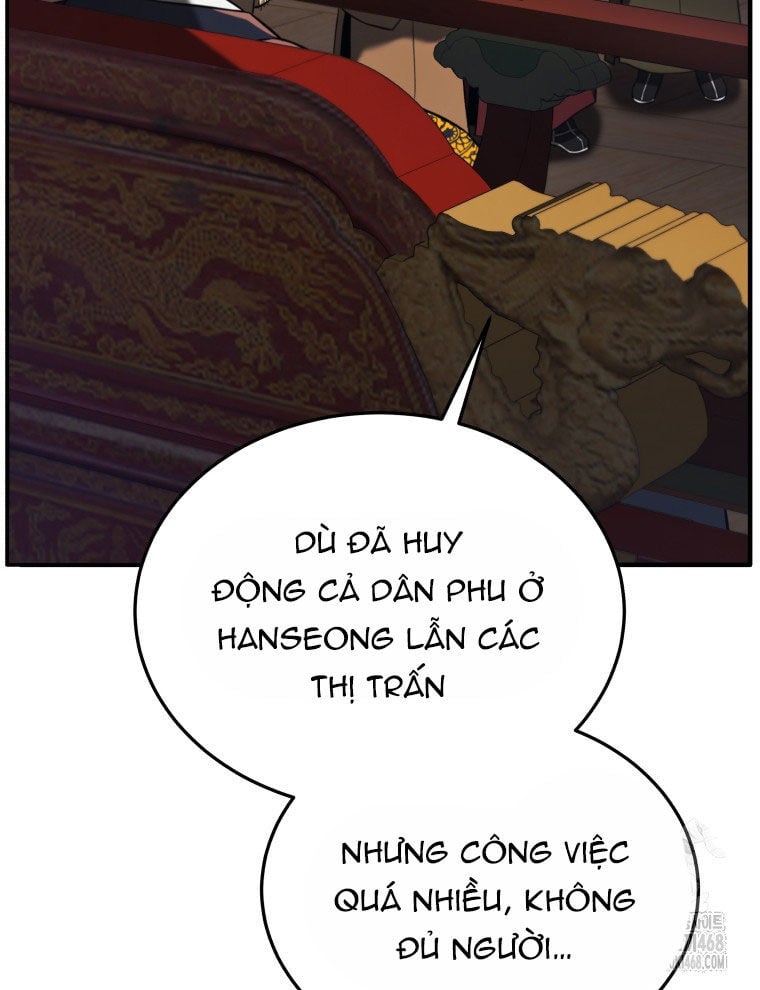 DÙ ĐÃ HUY
ĐỘNG CẢ DÂN PHU Ở
HANSEONG LẪN CÁC
THỊ TRẤN
NHƯNG CÔNG VIỆC
QUÁ NHIỀU, KHÔNG
ĐỦ NGƯỜI...